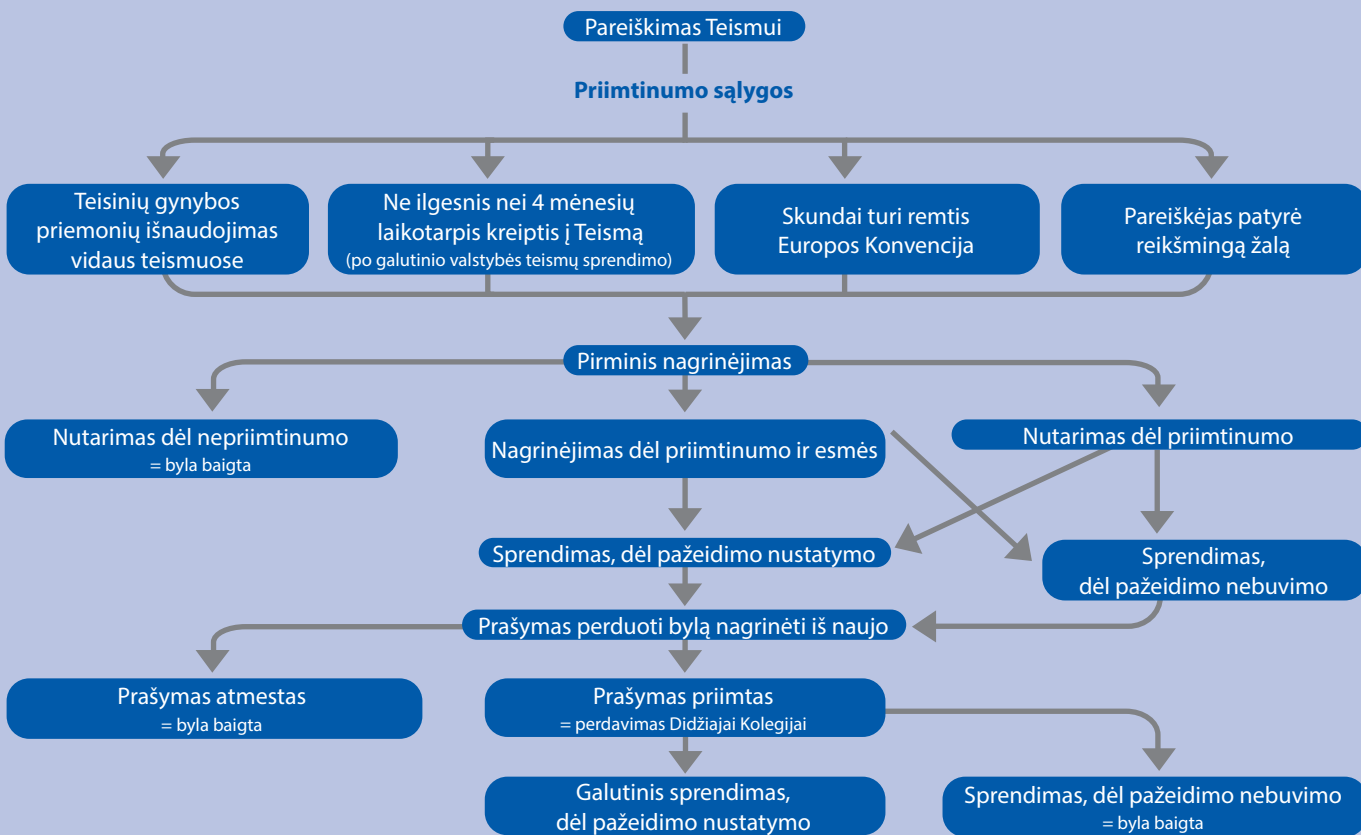 Pareiškimas Teismui
Priimtinumo sąlygos
Teisinių gynybos
priemonių išnaudojimas
vidaus teismuose
Ne ilgesnis nei 4 mėnesių
laikotarpis kreiptis į Teismą
(po galutinio valstybės teismų sprendimo)
Skundai turi remtis
Europos Konvencija
Pareiškėjas patyrė
reikšmingą žalą
Pirminis nagrinėjimas
Nutarimas dėl nepriimtinumo
= byla baigta
Nagrinėjimas dėl priimtinumo ir esmės
Nutarimas dėl priimtinumo
Sprendimas, dėl pažeidimo nustatymo
Sprendimas,
dėl pažeidimo nebuvimo
Prašymas perduoti bylą nagrinėti iš naujo
Prašymas atmestas
= byla baigta
Prašymas priimtas
= perdavimas Didžiajai Kolegijai
Galutinis sprendimas,
dėl pažeidimo nustatymo
Sprendimas, dėl pažeidimo nebuvimo
= byla baigta